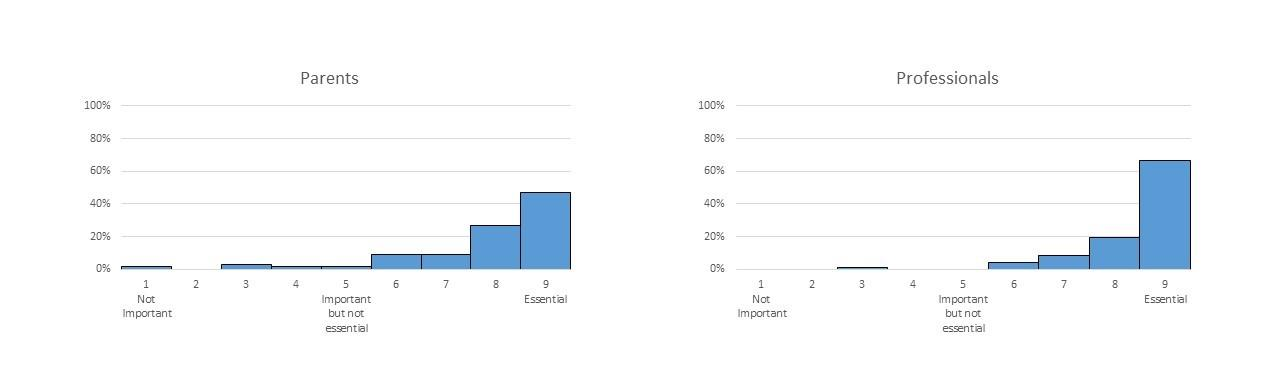 Parents
100%
80%
60%
40%
20%
0%
1 2 3 4 5 6 7 8 9
Not Important but not essential Essential
Important
Professionals
100%
80%
60%
40%
20%
0%
1 2 3 4 5 6 7 8 9
Not Important but not essential Essential
Important